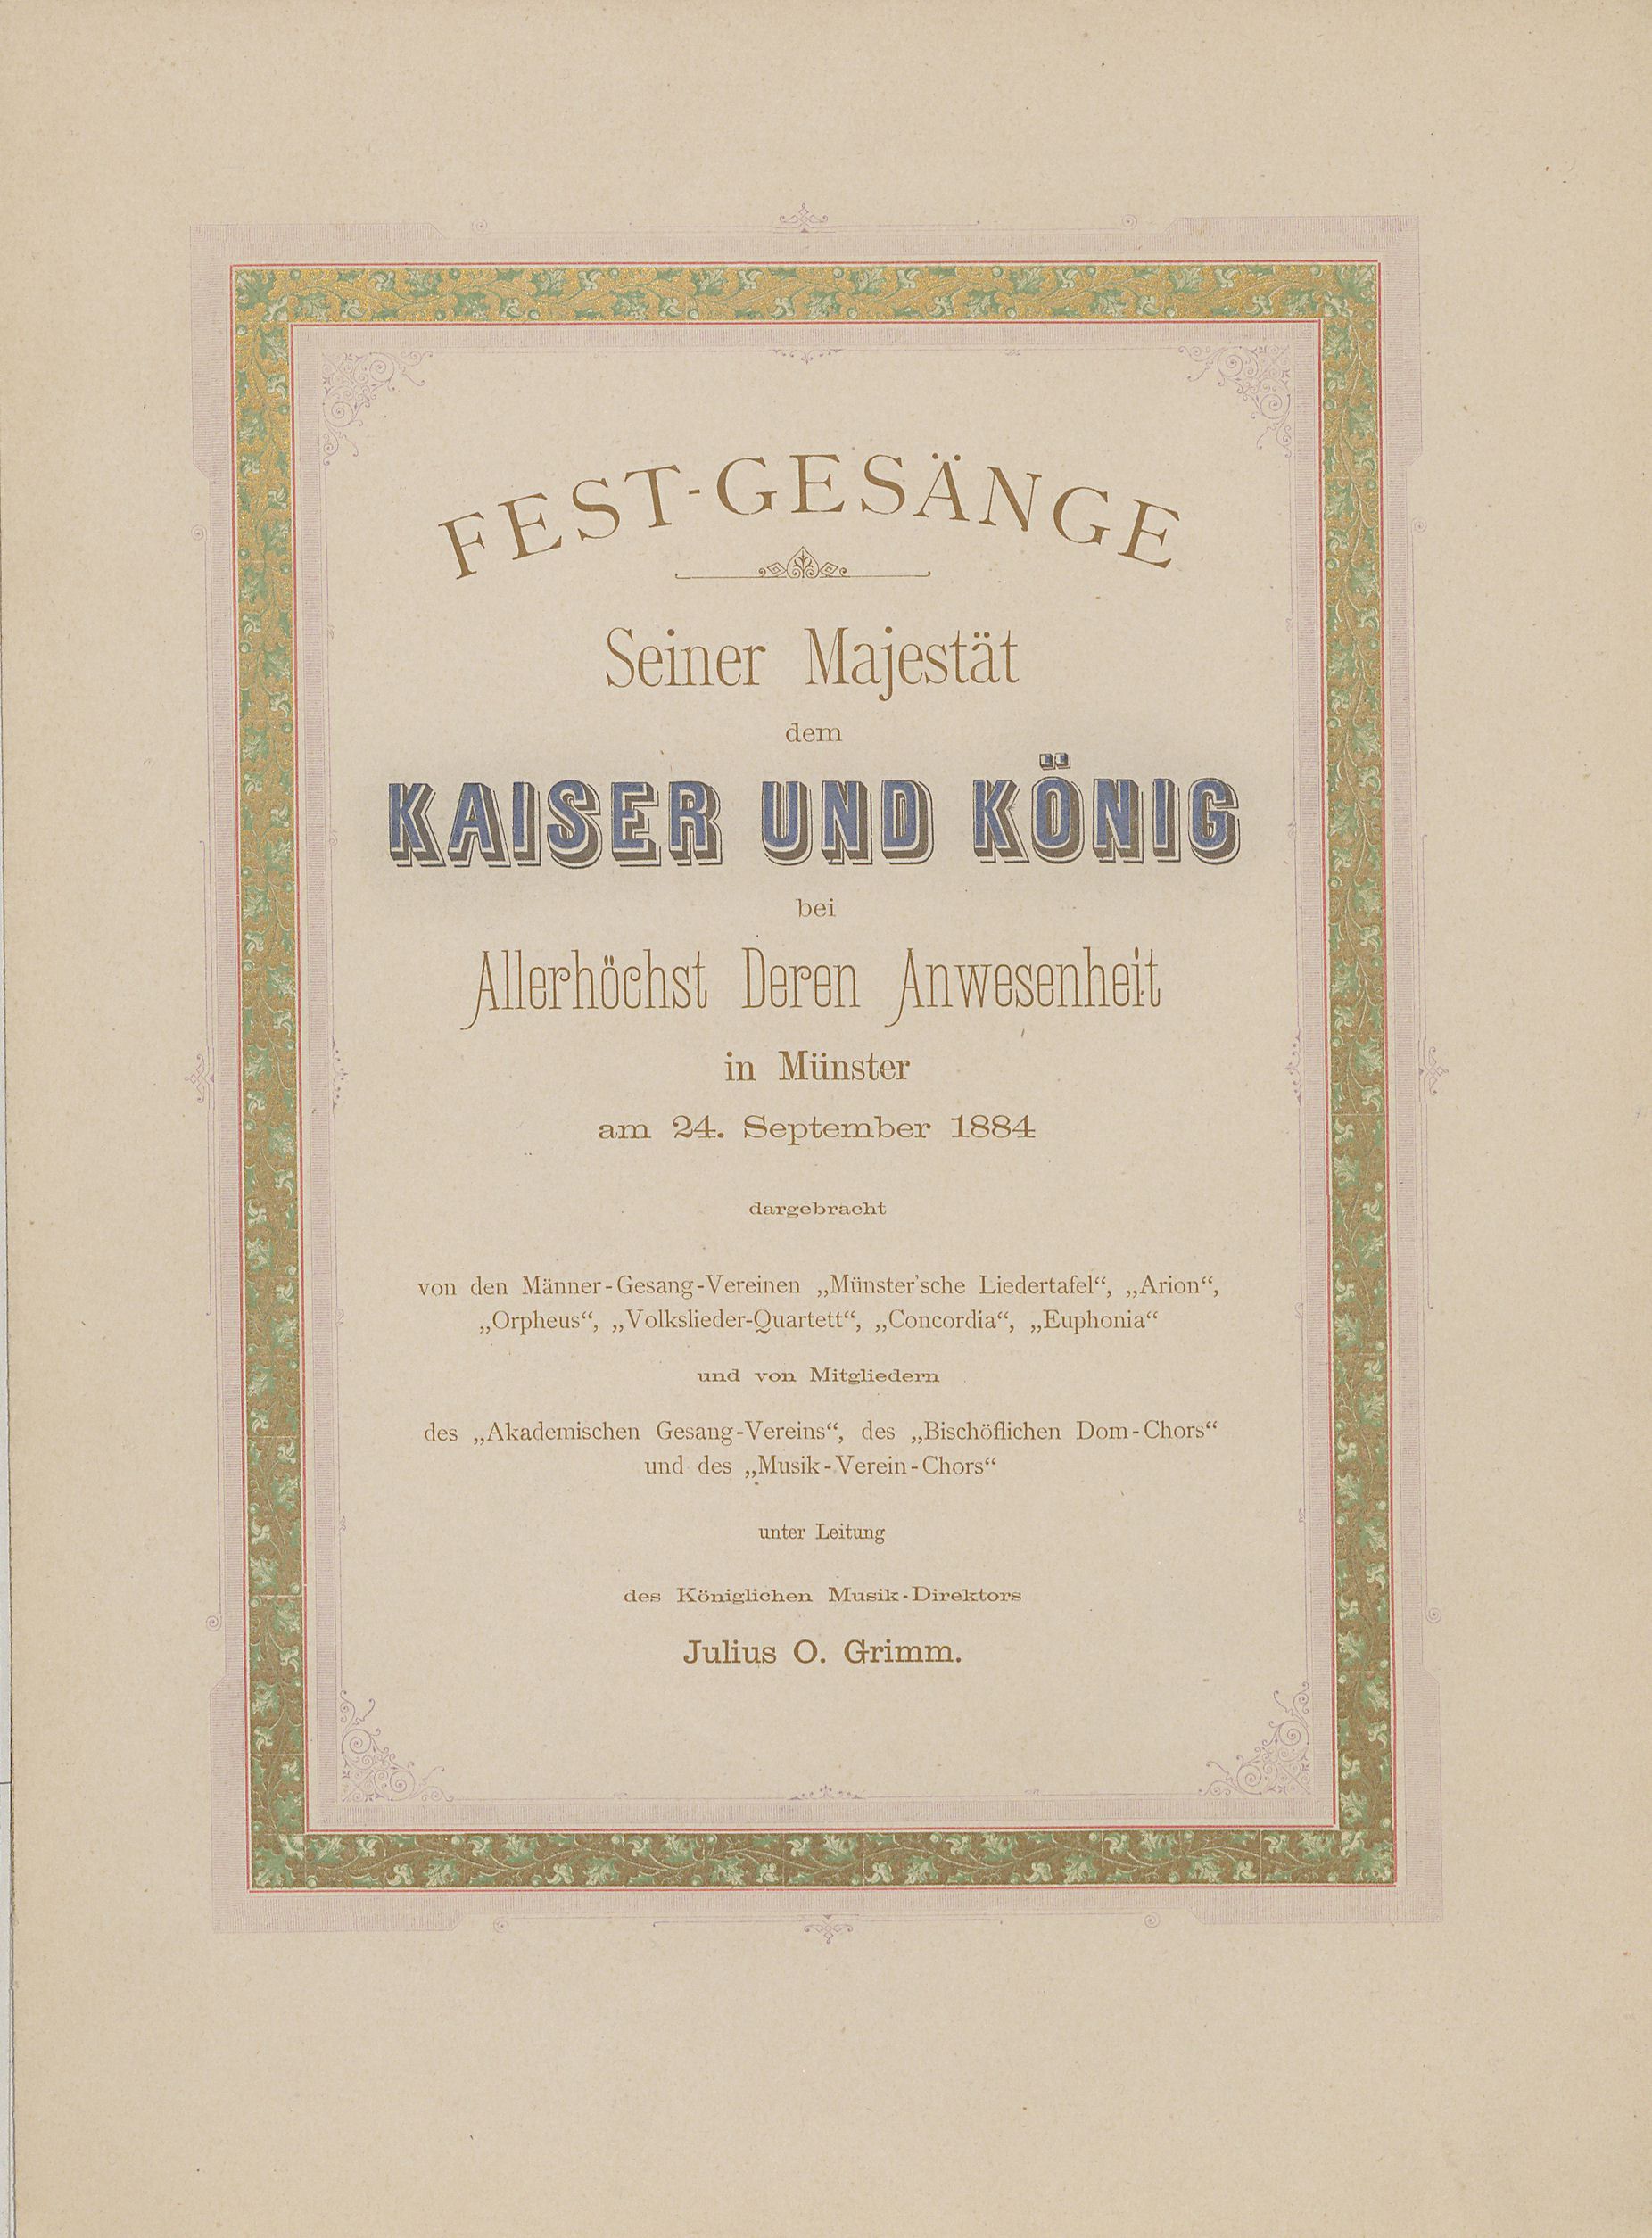 FEST-GESÄNGE
Seiner Majestät
dem
KAISER UND KÖNIG
bei
Allerhöchst Deren Anwesenheit
in Münster
am 24. September 1884
dargebracht
von den Männer-Gesang-Vereinen „Münster'sche Liedertafel“, „Arion“,
„Orpheus“, „Volkslieder-Quartett“, „Concordia“, „Euphonia“
und von Mitgliedern
des „Akademischen Gesang-Vereins“, des „Bischöflichen Dom-Chors“
und des „Musik-Verein-Chors“
unter Leitung
des Königlichen Musik-Direktors
Julius O. Grimm.